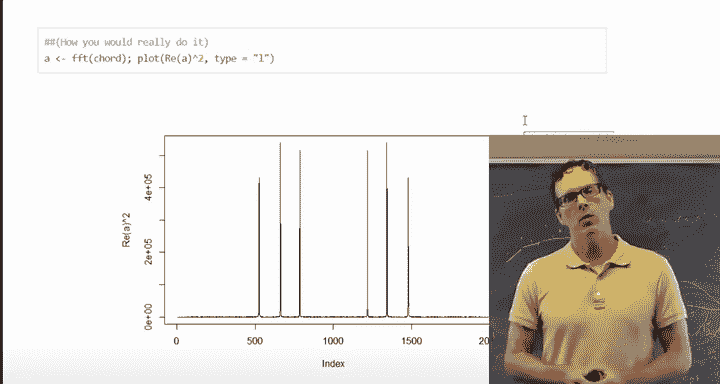 ##(How you would really do it)
a <- fft(chord); plot(Re(a)^2, type = "l")
Re(a)^2
4e+05
2e+05
0e+00
0 500 1000 1500
Index